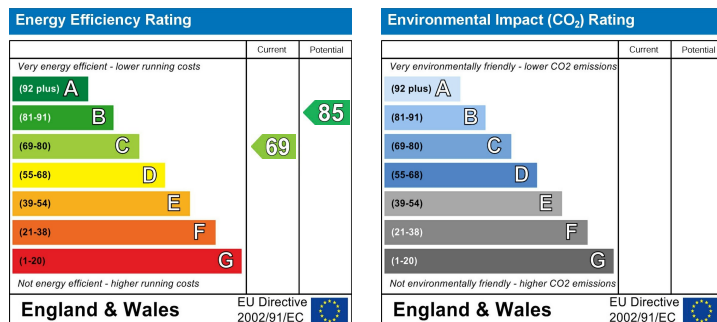 Energy Efficiency Rating
Current Potential
Very energy efficient - lower running costs
(92 plus) A
(81-91) B
85
(69-80) C
69
(55-68) D
(39-54) E
(21-38) F
(1-20) G
Not energy efficient - higher running costs
England & Wales
EU Directive
2002/91/EC
Environmental Impact (CO₂) Rating
Current Potential
Very environmentally friendly - lower CO2 emissions
(92 plus) A
(81-91) B
(69-80) C
(55-68) D
(39-54) E
(21-38) F
(1-20) G
Not environmentally friendly - higher CO2 emissions
England & Wales
EU Directive
2002/91/EC